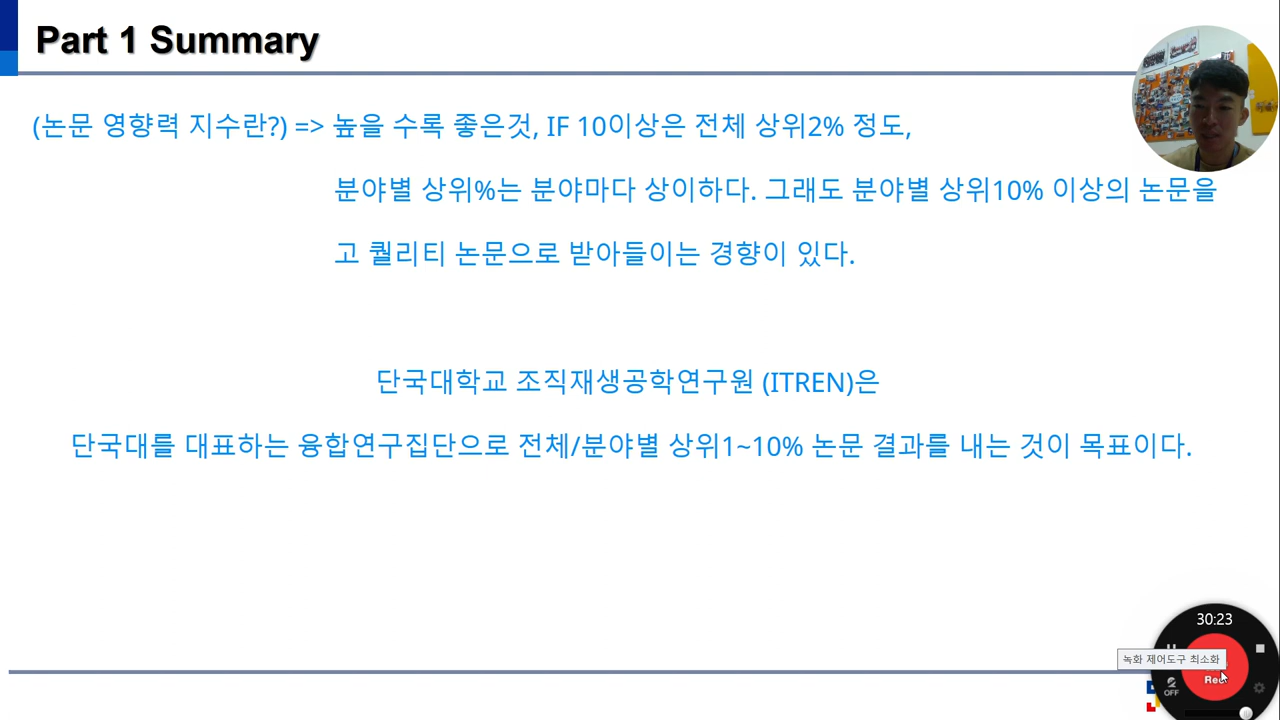 Part 1 Summary
(논문 영향력 지수란?) => 높을 수록 좋은것, IF 10이상은 전체 상위2% 정도,
분야별 상위%는 분야마다 상이하다. 그래도 분야별 상위10% 이상의 논문을
고 퀄리티 논문으로 받아들이는 경향이 있다.
단국대학교 조직재생공학연구원 (ITREN)은
단국대를 대표하는 융합연구집단으로 전체/분야별 상위1~10% 논문 결과를 내는 것이 목표이다.
30:23
녹화 제어도구 최소화
Rec
OFF